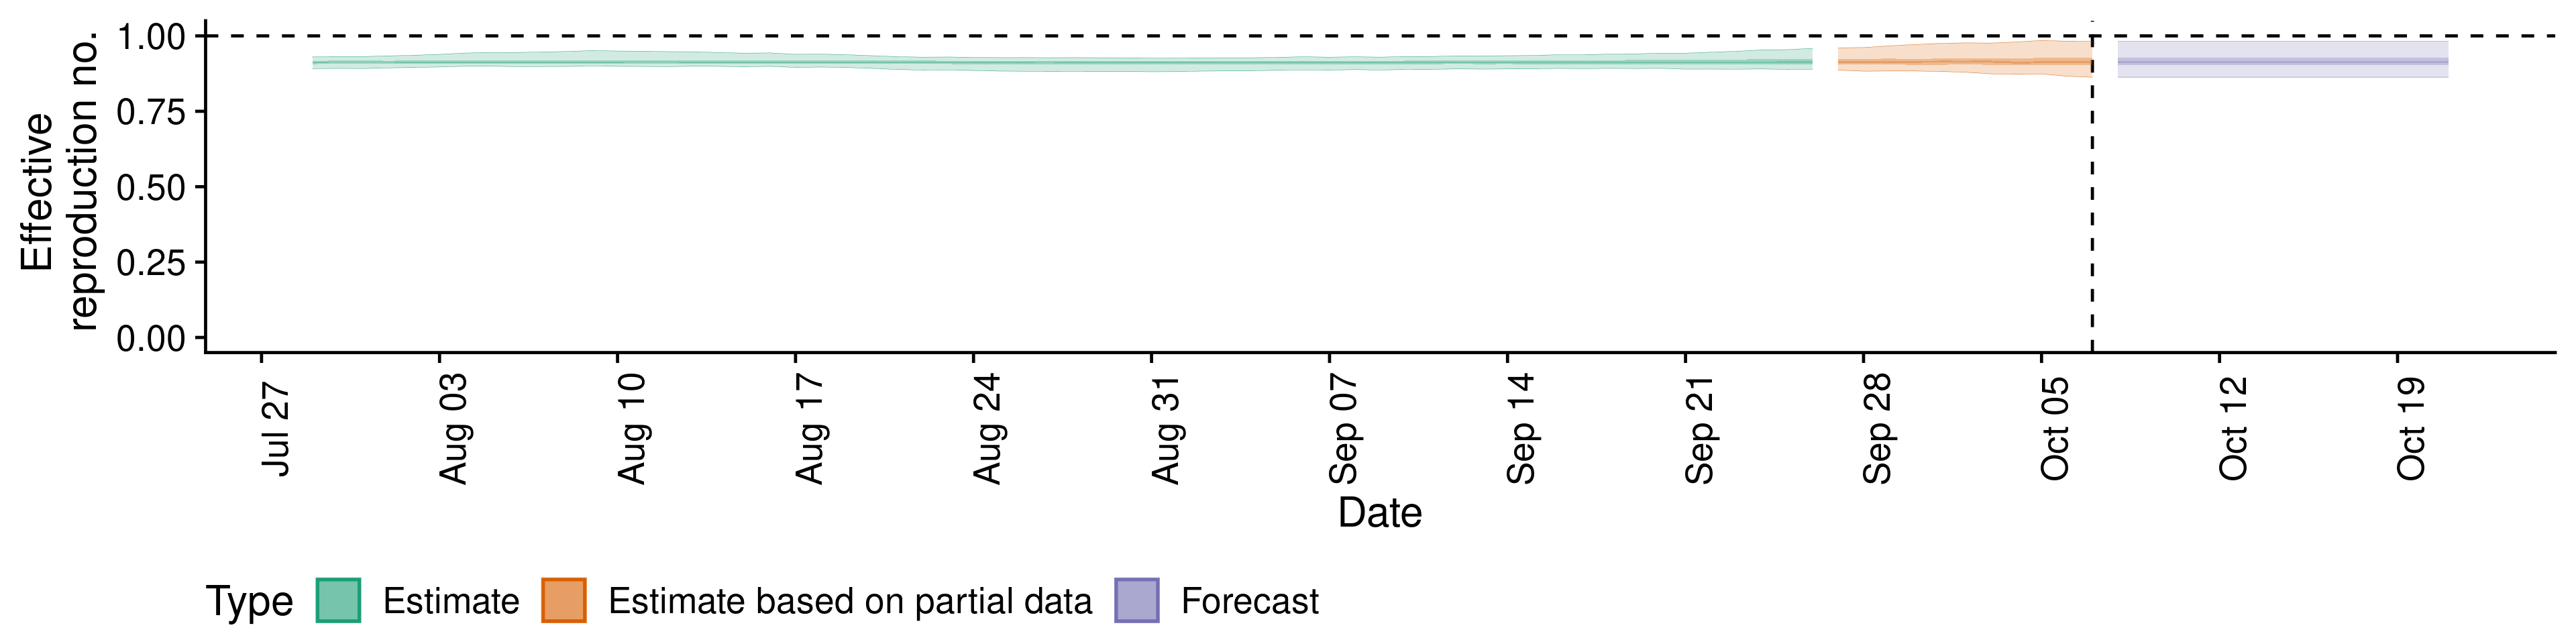 Effective
reproduction no.
1.00
0.75
0.50
0.25
0.00
Jul 27
Aug 03
Aug 10
Aug 17
Aug 24
Aug 31
Sep 07
Sep 14
Sep 21
Sep 28
Oct 05
Oct 12
Oct 19
Date
Type Estimate Estimate based on partial data Forecast